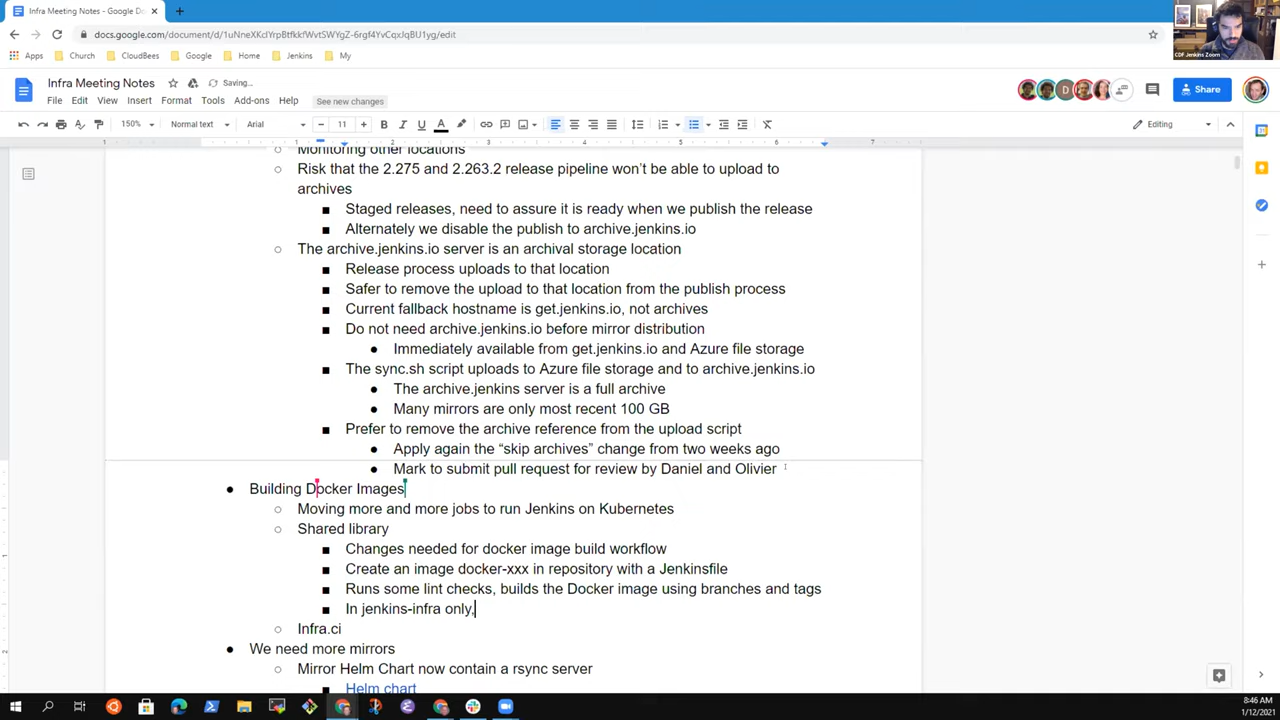 Infra Meeting Notes - Google Do
docs.google.com/document/d/
/edit
Apps
Church
CloudBees
Google
Home
Jenkins
My
CDF Jenkins Zoom
Infra Meeting Notes
Saving...
File Edit View Insert Format Tools Add-ons Help
See new changes
Share
150%
Normal text
Arial
11
Editing
1 1 2 3 4 5 6 7
Monitoring other locations
Risk that the 2.275 and 2.263.2 release pipeline won't be able to upload to
archives
Staged releases, need to assure it is ready when we publish the release
Alternately we disable the publish to archive.jenkins.io
The archive.jenkins.io server is an archival storage location
Release process uploads to that location
Safer to remove the upload to that location from the publish process
Current fallback hostname is get.jenkins.io, not archives
Do not need archive.jenkins.io before mirror distribution
Immediately available from get.jenkins.io and Azure file storage
The sync.sh script uploads to Azure file storage and to archive.jenkins.io
The archive.jenkins server is a full archive
Many mirrors are only most recent 100 GB
Prefer to remove the archive reference from the upload script
Apply again the “skip archives” change from two weeks ago
Mark to submit pull request for review by Daniel and Olivier
Building Docker Images
Moving more and more jobs to run Jenkins on Kubernetes
Shared library
Changes needed for docker image build workflow
Create an image docker-xxx in repository with a Jenkinsfile
Runs some lint checks, builds the Docker image using branches and tags
In jenkins-infra only,
Infra.ci
We need more mirrors
Mirror Helm Chart now contain a rsync server
Helm chart
8:46 AM
1/12/2021